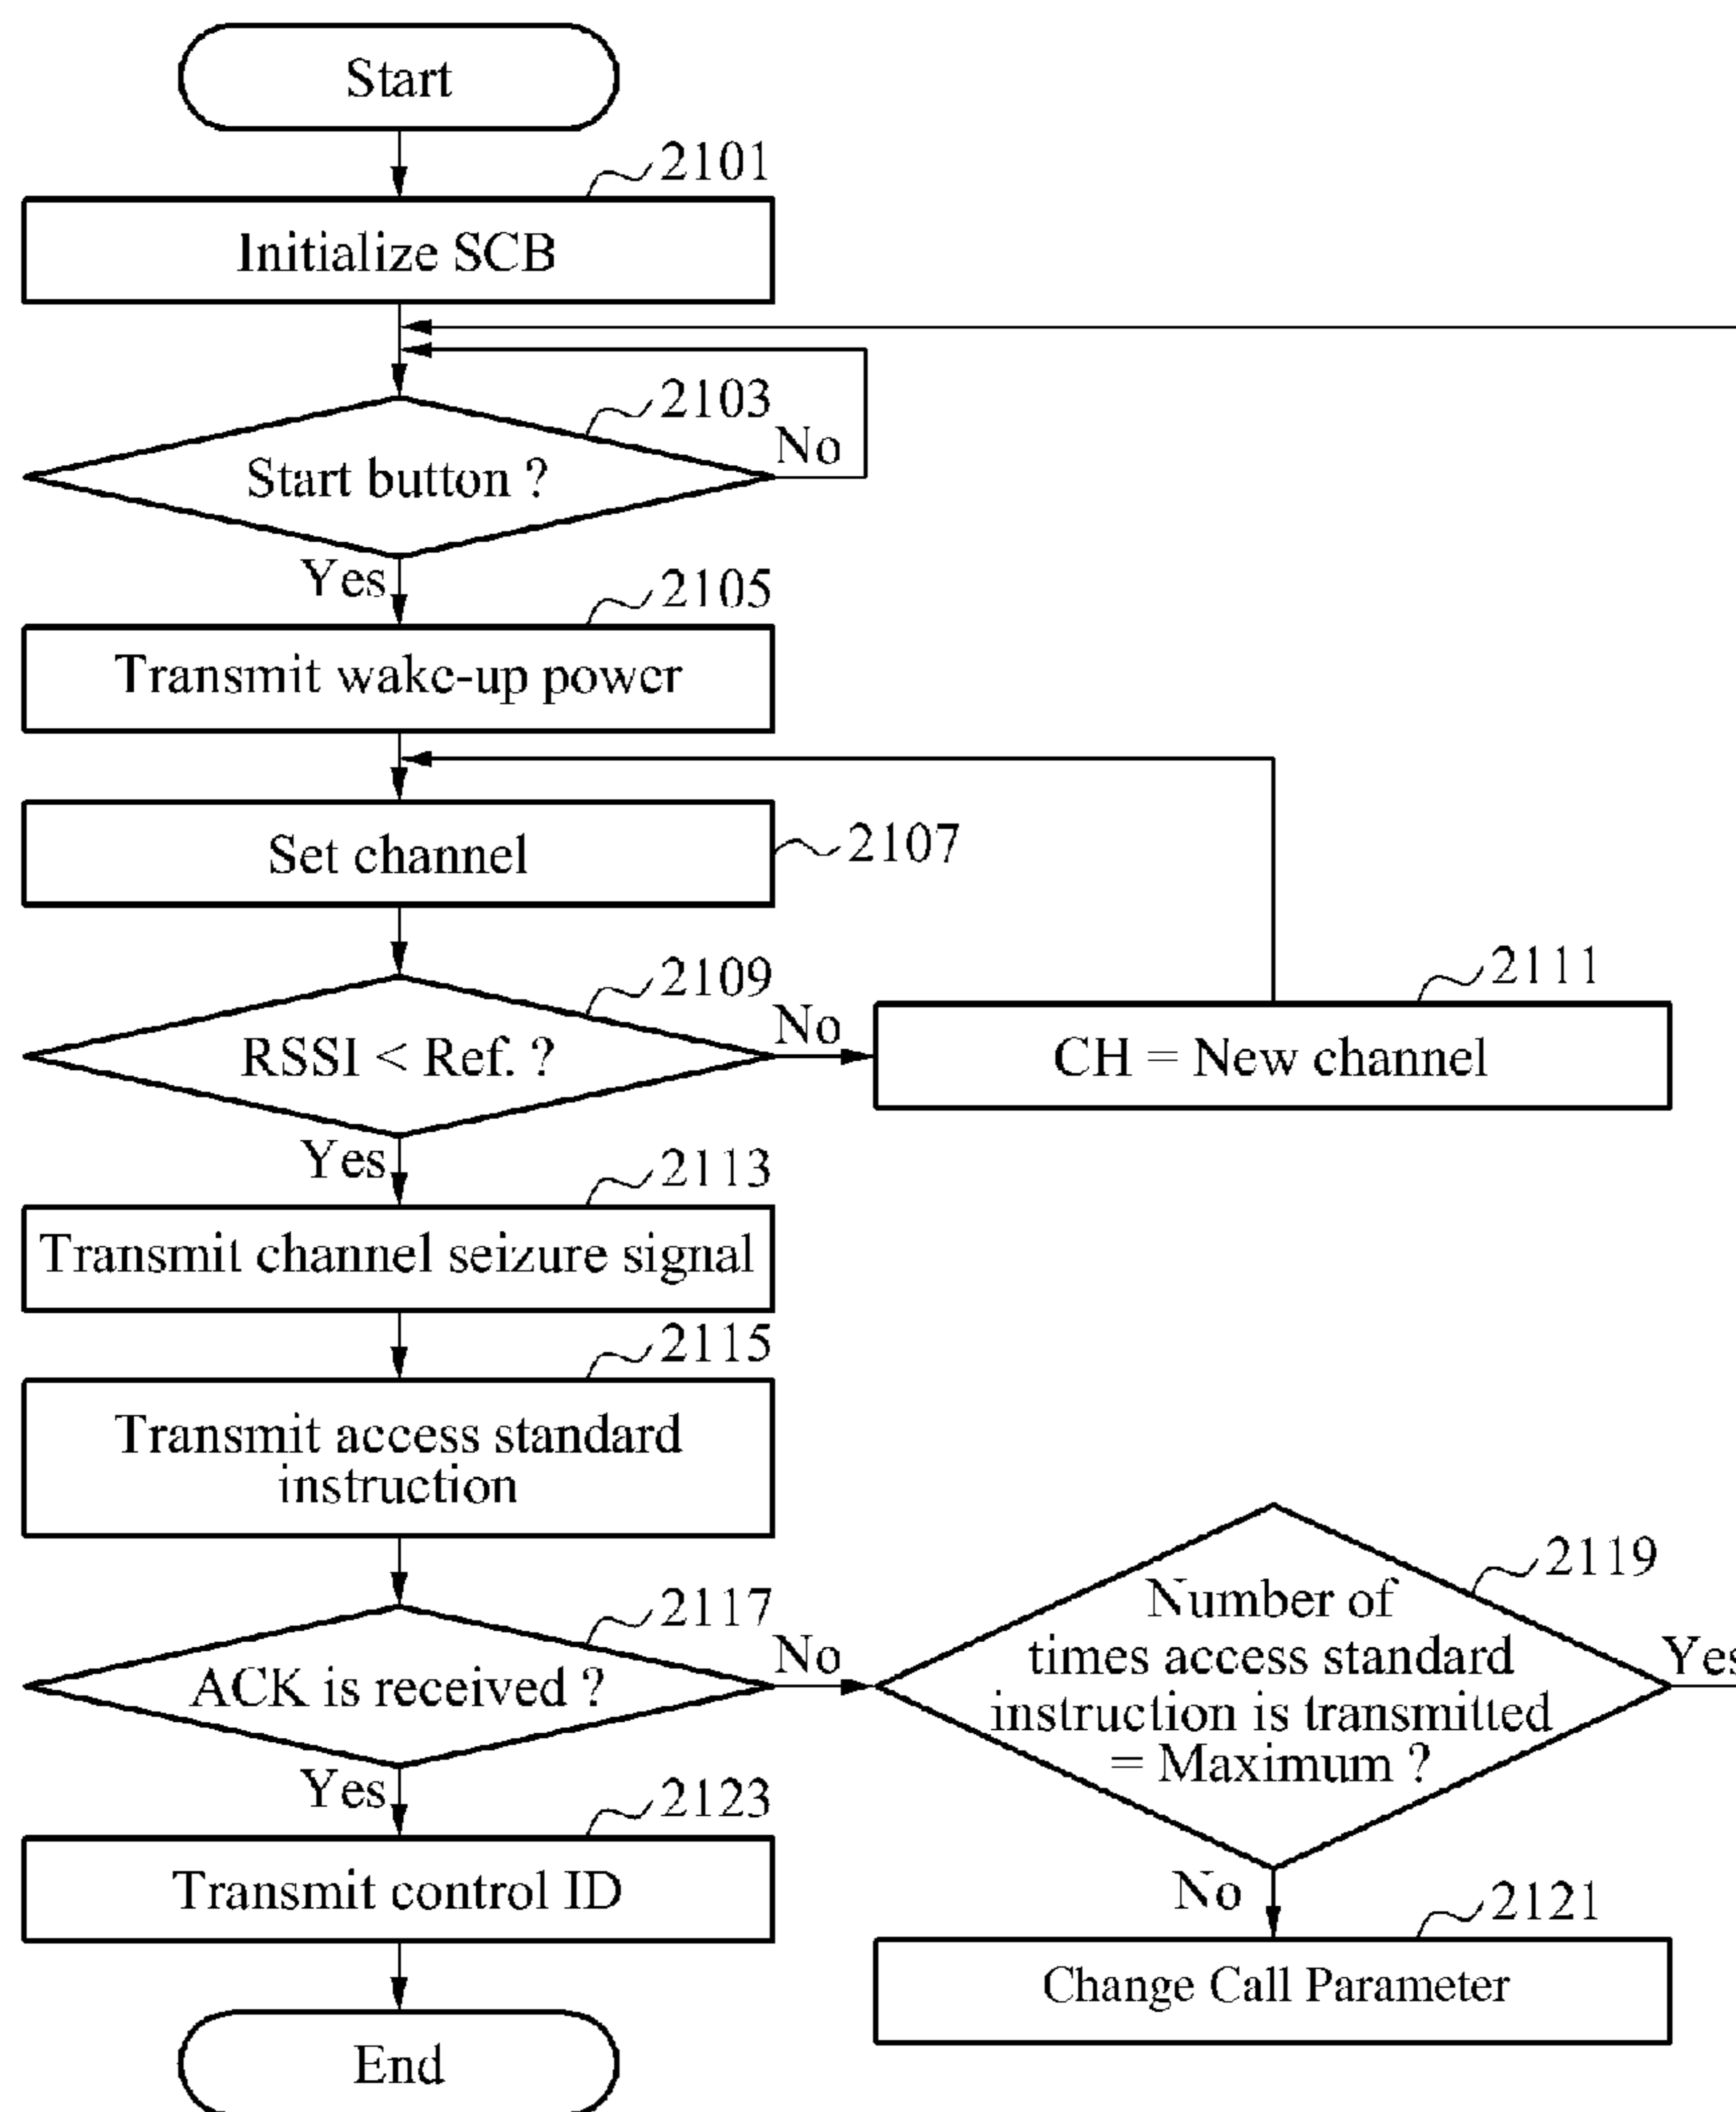 Start
2101
Initialize SCB
2103
Start button ?
No
Yes
2105
Transmit wake-up power
Set channel
2107
2109
RSSI < Ref. ?
No
2111
CH = New channel
Yes
2113
Transmit channel seizure signal
2115
Transmit access standard
instruction
2117
ACK is received ?
No
2119
Number of
times access standard
instruction is transmitted
= Maximum ?
Yes
Yes
2123
Transmit control ID
No
2121
Change Call Parameter
End